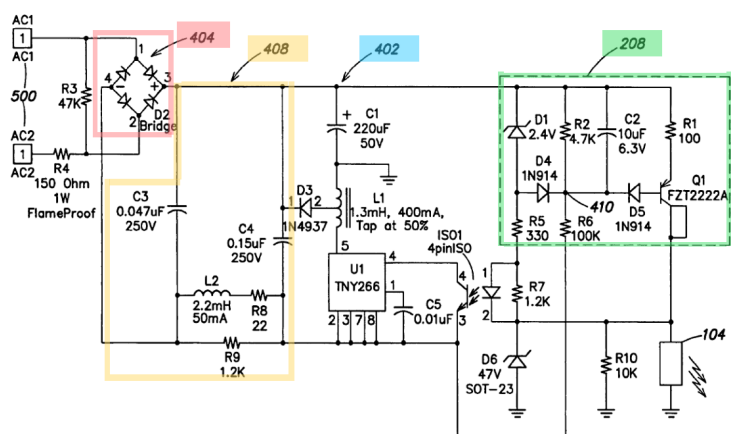 AC1
1
AC1
500
AC2
1
AC2
R3
47K
R4
150 Ohm
1W
FlameProof
404
1
4
3
2
-
+
D2
Bridge
408
C3
0.047uF
250V
C4
0.15uF
250V
L2
2.2mH
50mA
R8
22
R9
1.2K
402
+
C1
220uF
50V
1
D3
2
1N4937
L1
1.3mH, 400mA,
Tap at 50%
5
U1
TNY266
4
1
2
3
7
8
C5
0.01uF
ISO1
4pinISO
4
3
1
2
208
D1
2.4V
R2
4.7K
C2
10uF
6.3V
R1
100
D4
1N914
410
D5
1N914
Q1
FZT2222A
R5
330
R6
100K
R7
1.2K
D6
47V
SOT-23
R10
10K
104